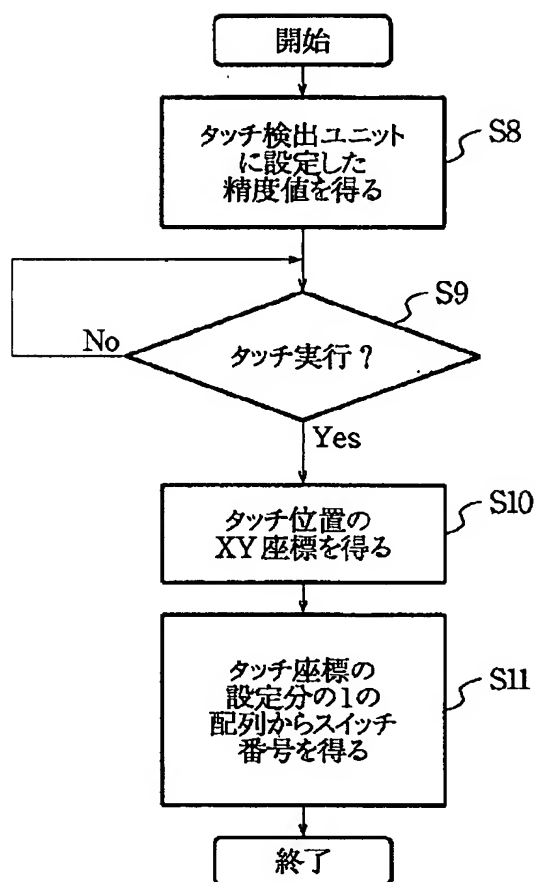 開始
タッチ検出ユニット
に設定した
精度値を得る
S8
S9
No
タッチ実行？
Yes
タッチ位置の
XY座標を得る
S10
タッチ座標の
設定分の1の
配列からスイッチ
番号を得る
S11
終了